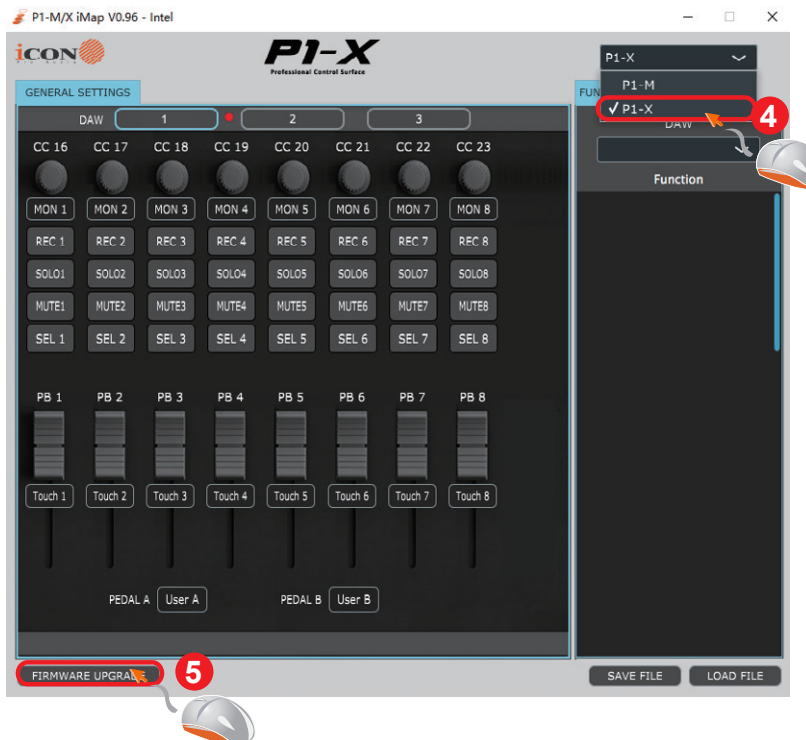 P1-M/X iMap V0.96 - Intel
icon
P1-X
Professional Control Surface
P1-X
P1-M
✓ P1-X
4
GENERAL SETTINGS
FUN
DAW 1 2 3
DAW
Function
CC 16 CC 17 CC 18 CC 19 CC 20 CC 21 CC 22 CC 23
MON 1 MON 2 MON 3 MON 4 MON 5 MON 6 MON 7 MON 8
REC 1 REC 2 REC 3 REC 4 REC 5 REC 6 REC 7 REC 8
SOLO1 SOLO2 SOLO3 SOLO4 SOLO5 SOLO6 SOLO7 SOLO8
MUTE1 MUTE2 MUTE3 MUTE4 MUTE5 MUTE6 MUTE7 MUTE8
SEL 1 SEL 2 SEL 3 SEL 4 SEL 5 SEL 6 SEL 7 SEL 8
PB 1 PB 2 PB 3 PB 4 PB 5 PB 6 PB 7 PB 8
Touch 1 Touch 2 Touch 3 Touch 4 Touch 5 Touch 6 Touch 7 Touch 8
PEDAL A User A PEDAL B User B
FIRMWARE UPGRADE
5
SAVE FILE LOAD FILE